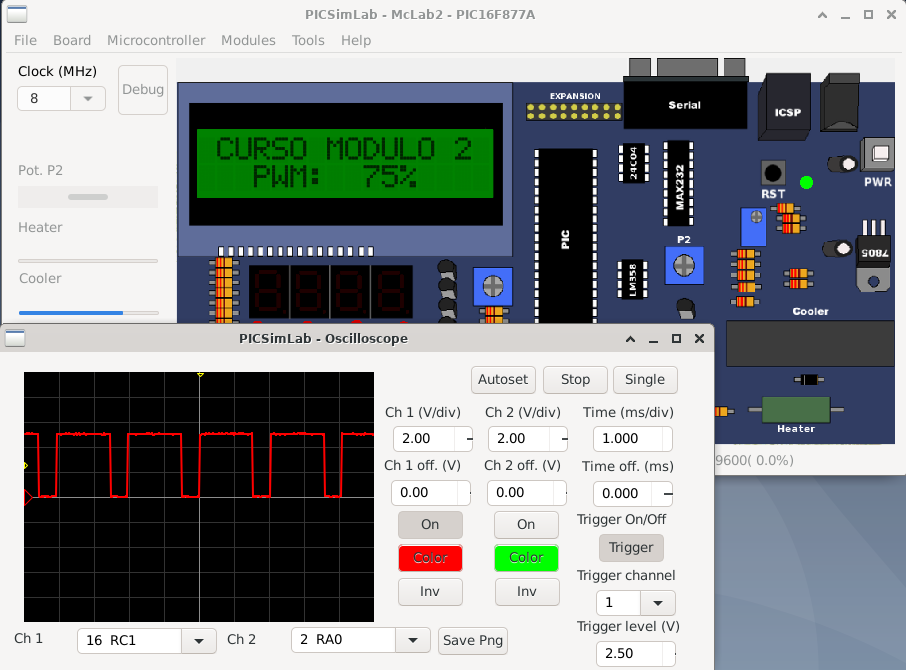 PICSimLab - McLab2 - PIC16F877A
File Board Microcontroller Modules Tools Help
Clock (MHz)
8
Debug
Pot. P2
Heater
Cooler
CURSO MODULO 2
PWM: 75%
EXPANSION
Serial
ICSP
24C04
MAX232
RST
PWR
PIC
P2
LM358
7805
Cooler
Heater
9600( 0.0%)
PICSimLab - Oscilloscope
Autoset Stop Single
Ch 1 (V/div) Ch 2 (V/div) Time (ms/div)
2.00 2.00 1.000
Ch 1 off. (V) Ch 2 off. (V) Time off. (ms)
0.00 0.00 0.000
On On Trigger On/Off
Color Color Trigger
Inv Inv Trigger channel
1
Trigger level (V)
2.50
Ch 1 16 RC1 Ch 2 2 RA0 Save Png